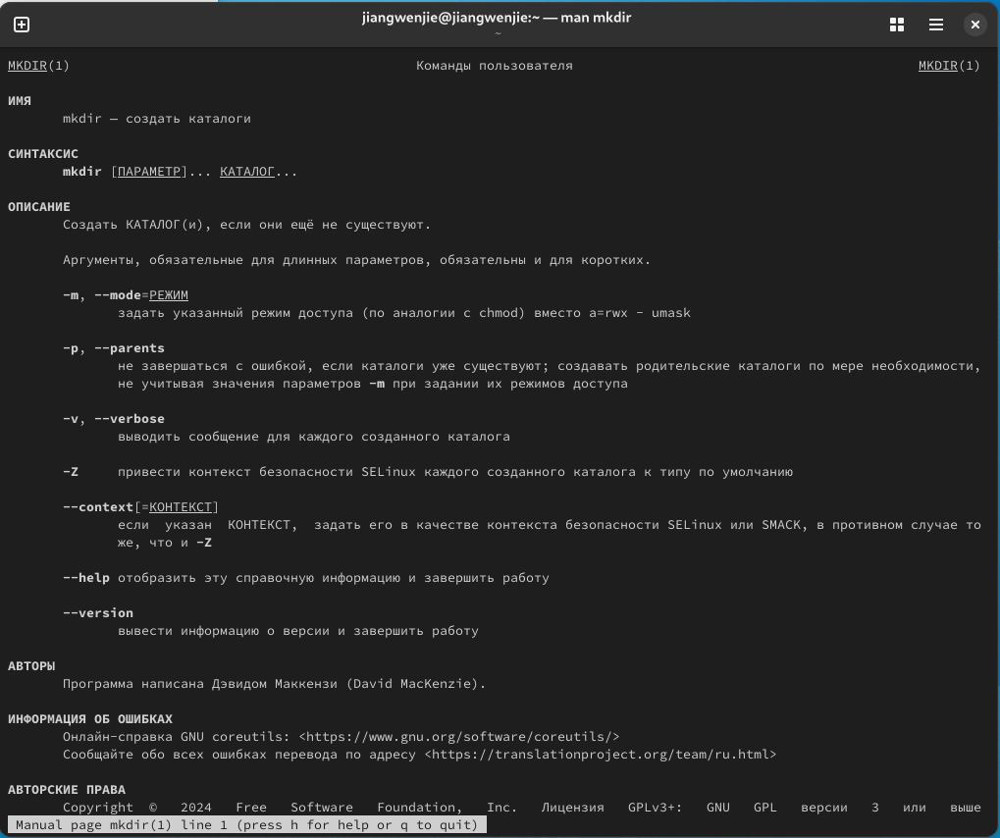 jiangwenjie@jiangwenjie:~ — man mkdir
~
MKDIR(1) Команды пользователя MKDIR(1)
ИМЯ
mkdir — создать каталоги
СИНТАКСИС
mkdir [ПАРАМЕТР]... КАТАЛОГ...
ОПИСАНИЕ
Создать КАТАЛОГ(и), если они ещё не существуют.
Аргументы, обязательные для длинных параметров, обязательны и для коротких.
-m, --mode=РЕЖИМ
задать указанный режим доступа (по аналогии с chmod) вместо a=rwx - umask
-p, --parents
не завершаться с ошибкой, если каталоги уже существуют; создавать родительские каталоги по мере необходимости,
не учитывая значения параметров -m при задании их режимов доступа
-v, --verbose
выводить сообщение для каждого созданного каталога
-Z привести контекст безопасности SELinux каждого созданного каталога к типу по умолчанию
--context[=КОНТЕКСТ]
если указан КОНТЕКСТ, задать его в качестве контекста безопасности SELinux или SMACK, в противном случае то
же, что и -Z
--help отобразить эту справочную информацию и завершить работу
--version
вывести информацию о версии и завершить работу
АВТОРЫ
Программа написана Дэвидом Маккензи (David MacKenzie).
ИНФОРМАЦИЯ ОБ ОШИБКАХ
Онлайн-справка GNU coreutils: <https://www.gnu.org/software/coreutils/>
Сообщайте обо всех ошибках перевода по адресу <https://translationproject.org/team/ru.html>
АВТОРСКИЕ ПРАВА
Copyright © 2024 Free Software Foundation, Inc. Лицензия GPLv3+: GNU GPL версии 3 или выше
Manual page mkdir(1) line 1 (press h for help or q to quit)